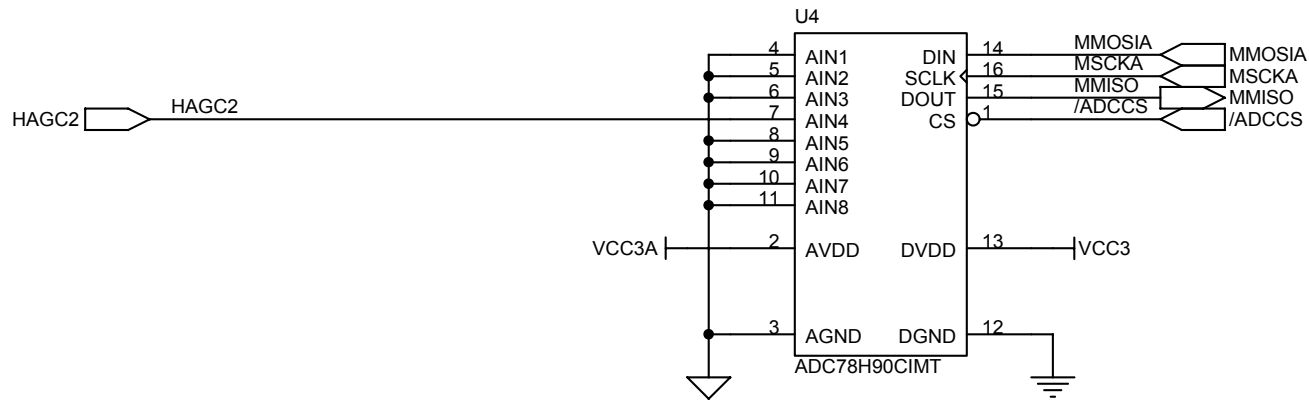 U4
4 AIN1 DIN 14 MMOSIA MMOSIA
5 AIN2 SCLK 16 MSCKA MSCKA
6 AIN3 DOUT 15 MMISO MMISO
HAGC2 HAGC2 7 AIN4 CS 1 /ADCCS /ADCCS
8 AIN5
9 AIN6
10 AIN7
11 AIN8
VCC3A 2 AVDD DVDD 13 VCC3
3 AGND DGND 12
ADC78H90CIMT